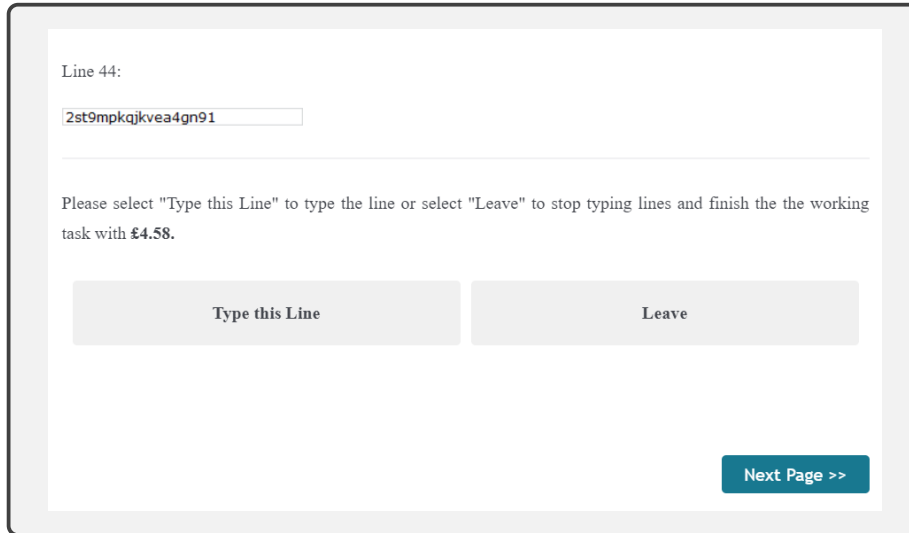 Line 44:
2st9mpkqjkvea4gn91
Please select "Type this Line" to type the line or select "Leave" to stop typing lines and finish the the working
task with £4.58.
Type this Line
Leave
Next Page >>